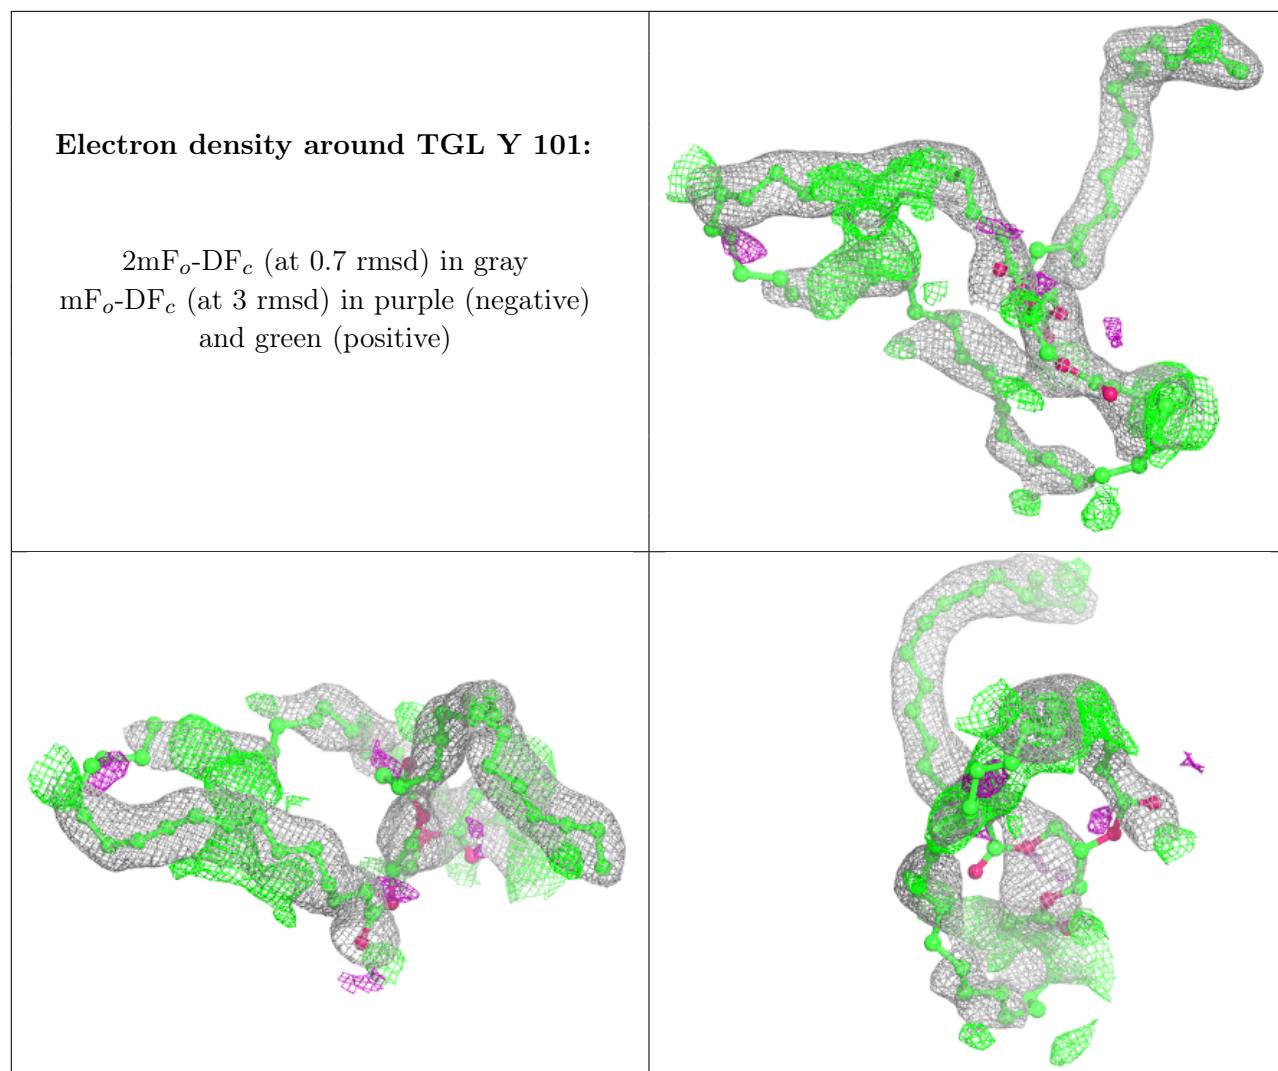 Electron density around TGL Y 101:
2mFo-DFc (at 0.7 rmsd) in gray
mFo-DFc (at 3 rmsd) in purple (negative)
and green (positive)